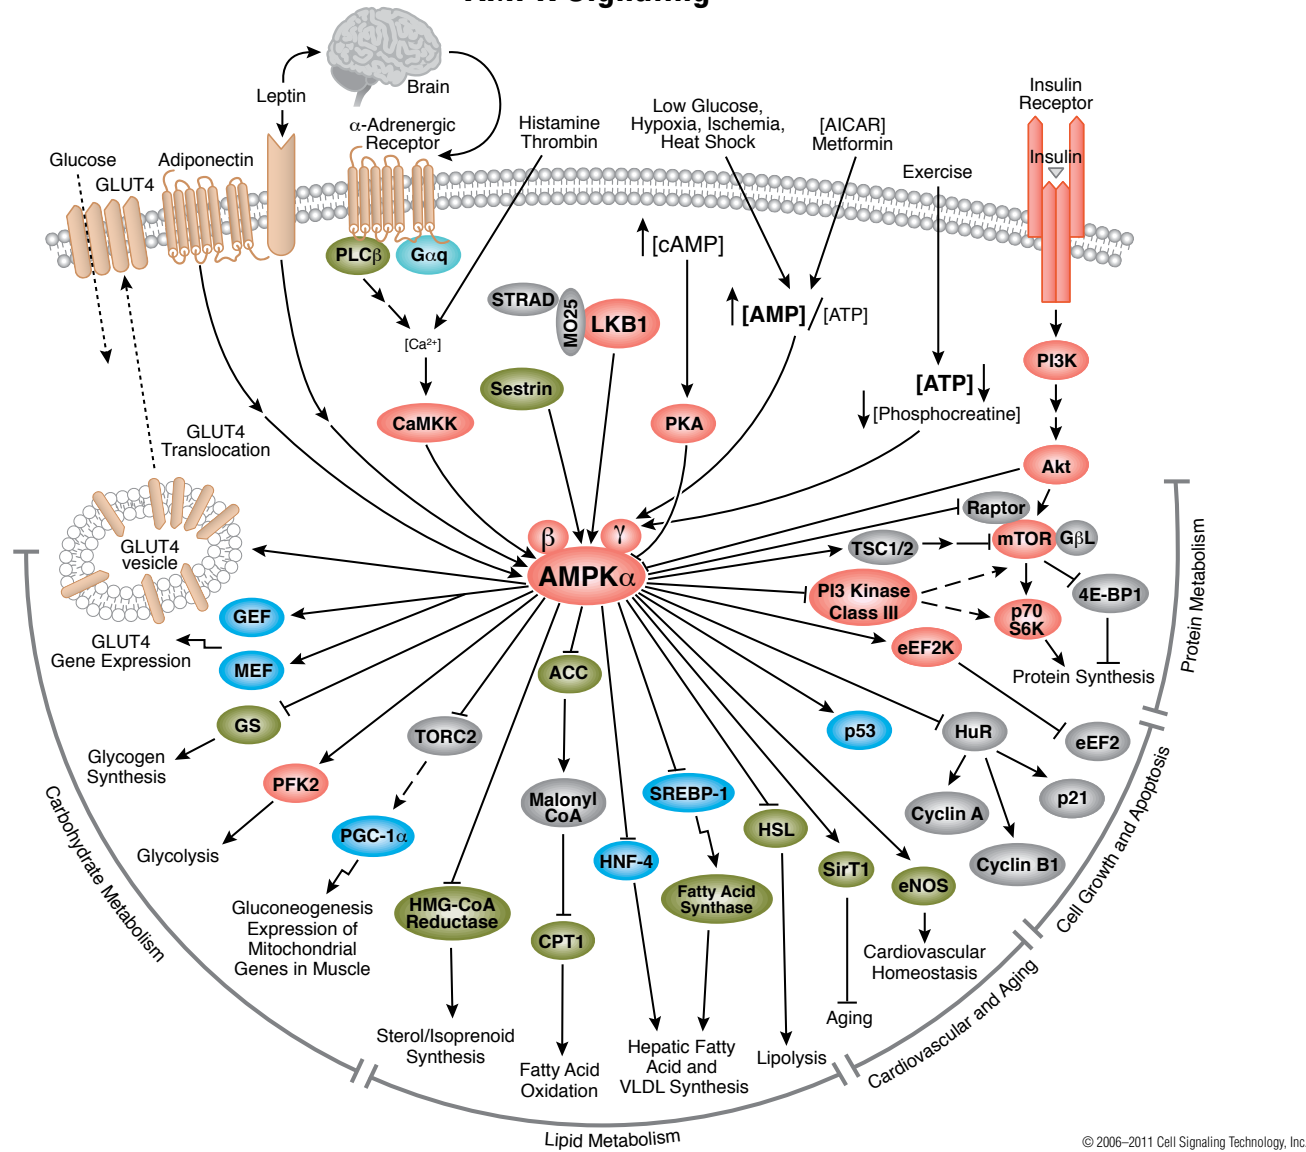 Brain
Leptin
Insulin
Receptor
α-Adrenergic
Receptor
Histamine
Thrombin
Low Glucose,
Hypoxia, Ischemia,
Heat Shock
[AICAR]
Metformin
Glucose
Adiponectin
Insulin
GLUT4
Exercise
PLCβ
Gαq
[cAMP]
STRAD
MO25
LKB1
[AMP]
/[ATP]
[Ca²⁺]
PI3K
Sestrin
[ATP]
[Phosphocreatine]
CaMKK
PKA
GLUT4
Translocation
Akt
Raptor
β
γ
mTOR
GβL
TSC1/2
GLUT4
vesicle
AMPKα
PI3 Kinase
Class III
4E-BP1
p70
S6K
GEF
GLUT4
Gene Expression
MEF
eEF2K
Protein Synthesis
Protein Metabolism
ACC
GS
TORC2
p53
HuR
eEF2
Glycogen
Synthesis
PFK2
Malonyl
CoA
SREBP-1
Cyclin A
p21
PGC-1α
HSL
Glycolysis
HNF-4
SirT1
Cyclin B1
eNOS
Fatty Acid
Synthase
HMG-CoA
Reductase
Gluconeogenesis
Expression of
Mitochondrial
Genes in Muscle
CPT1
Cardiovascular
Homeostasis
Cell Growth and Apoptosis
Carbohydrate Metabolism
Aging
Sterol/Isoprenoid
Synthesis
Hepatic Fatty
Acid and
VLDL Synthesis
Lipolysis
Fatty Acid
Oxidation
Cardiovascular and Aging
Lipid Metabolism
© 2006–2011 Cell Signaling Technology, Inc.